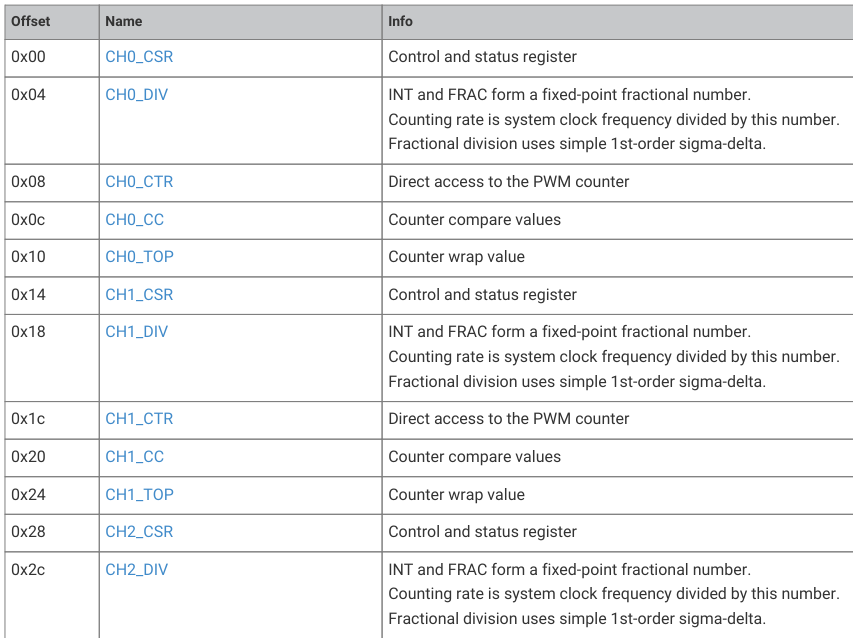 Offset Name Info
0x00 CH0_CSR Control and status register
0x04 CH0_DIV INT and FRAC form a fixed-point fractional number.
Counting rate is system clock frequency divided by this number.
Fractional division uses simple 1st-order sigma-delta.
0x08 CH0_CTR Direct access to the PWM counter
0x0c CH0_CC Counter compare values
0x10 CH0_TOP Counter wrap value
0x14 CH1_CSR Control and status register
0x18 CH1_DIV INT and FRAC form a fixed-point fractional number.
Counting rate is system clock frequency divided by this number.
Fractional division uses simple 1st-order sigma-delta.
0x1c CH1_CTR Direct access to the PWM counter
0x20 CH1_CC Counter compare values
0x24 CH1_TOP Counter wrap value
0x28 CH2_CSR Control and status register
0x2c CH2_DIV INT and FRAC form a fixed-point fractional number.
Counting rate is system clock frequency divided by this number.
Fractional division uses simple 1st-order sigma-delta.